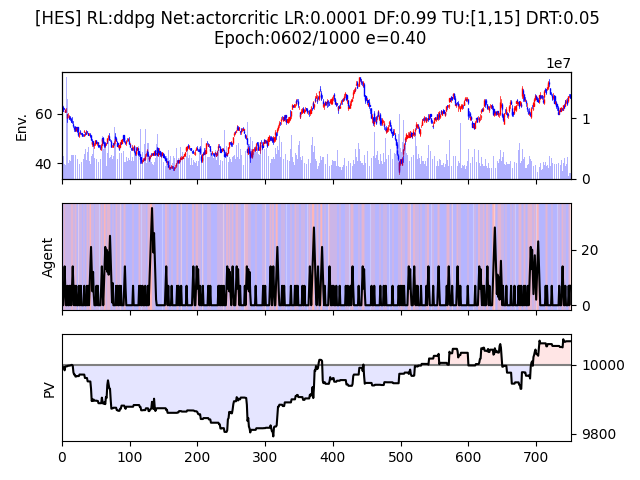 [HES] RL:ddpg Net:actorcritic LR:0.0001 DF:0.99 TU:[1,15] DRT:0.05
Epoch:0602/1000 e=0.40
1e7
60
40
Env.
1
0
Agent
20
0
PV
10000
9800
0 100 200 300 400 500 600 700